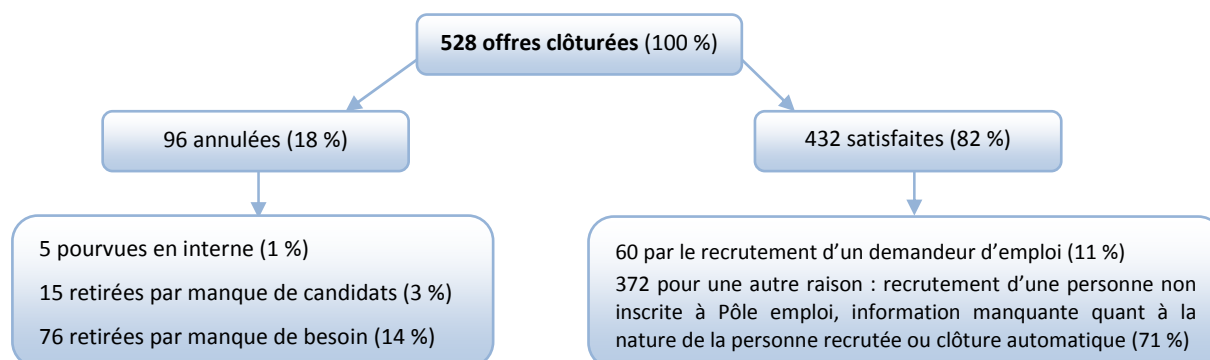 528 offres clôturées (100 %)
96 annulées (18 %)
432 satisfaites (82 %)
5 pourvues en interne (1 %)
15 retirées par manque de candidats (3 %)
76 retirées par manque de besoin (14 %)
60 par le recrutement d’un demandeur d’emploi (11 %)
372 pour une autre raison : recrutement d’une personne non
inscrite à Pôle emploi, information manquante quant à la
nature de la personne recrutée ou clôture automatique (71 %)